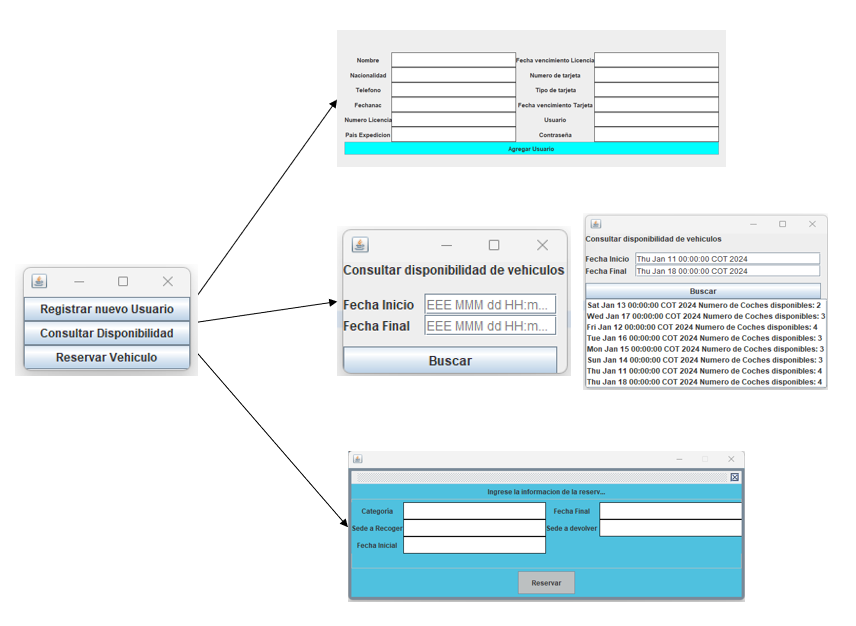 Nombre Fecha vencimiento Licencia
Nacionalidad Numero de tarjeta
Telefono Tipo de tarjeta
Fechanac Fecha vencimiento Tarjeta
Numero Licencia Usuario
Pais Expedicion Contraseña
Agregar Usuario
Registrar nuevo Usuario
Consultar Disponibilidad
Reservar Vehiculo
Consultar disponibilidad de vehiculos
Fecha Inicio EEE MMM dd HH:m...
Fecha Final EEE MMM dd HH:m...
Buscar
Consultar disponibilidad de vehiculos
Fecha Inicio Thu Jan 11 00:00:00 COT 2024
Fecha Final Thu Jan 18 00:00:00 COT 2024
Buscar
Sat Jan 13 00:00:00 COT 2024 Numero de Coches disponibles: 2
Wed Jan 17 00:00:00 COT 2024 Numero de Coches disponibles: 3
Fri Jan 12 00:00:00 COT 2024 Numero de Coches disponibles: 4
Tue Jan 16 00:00:00 COT 2024 Numero de Coches disponibles: 3
Mon Jan 15 00:00:00 COT 2024 Numero de Coches disponibles: 3
Sun Jan 14 00:00:00 COT 2024 Numero de Coches disponibles: 3
Thu Jan 11 00:00:00 COT 2024 Numero de Coches disponibles: 4
Thu Jan 18 00:00:00 COT 2024 Numero de Coches disponibles: 4
Ingrese la informacion de la reserv...
Categoria Fecha Final
Sede a Recoger Sede a devolver
Fecha Inicial
Reservar